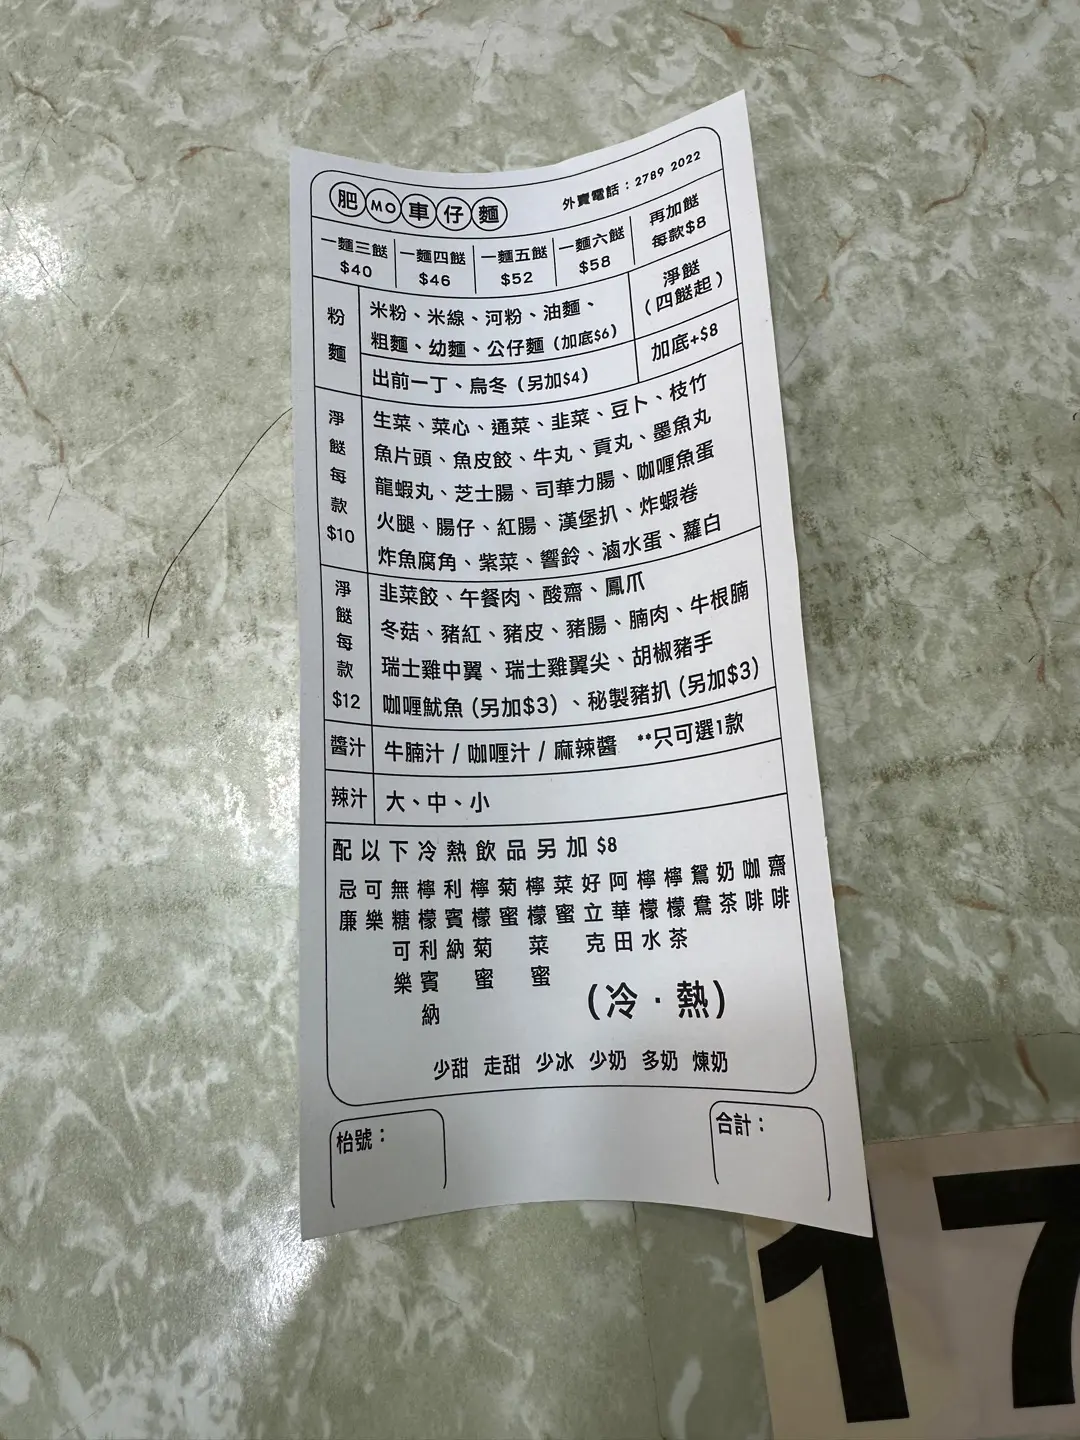 肥MO車仔麵
外賣電話：2789 2022
一麵三餸 $40
一麵四餸 $46
一麵五餸 $52
一麵六餸 $58
再加餸 每款$8
粉麵
米粉、米線、河粉、油麵、
粗麵、幼麵、公仔麵（加底$6）
出前一丁、烏冬（另加$4）
淨餸
（四餸起）
加底+$8
淨餸每款$10
生菜、菜心、通菜、韭菜、豆卜、枝竹
魚片頭、魚皮餃、牛丸、貢丸、墨魚丸
龍蝦丸、芝士腸、司華力腸、咖喱魚蛋
火腿、腸仔、紅腸、漢堡扒、炸蝦卷
炸魚腐角、紫菜、響鈴、滷水蛋、蘿白
淨餸每款$12
韭菜餃、午餐肉、酸齋、鳳爪
冬菇、豬紅、豬皮、豬腸、腩肉、牛根腩
瑞士雞中翼、瑞士雞翼尖、胡椒豬手
咖喱魷魚（另加$3）、秘製豬扒（另加$3）
醬汁
牛腩汁 / 咖喱汁 / 麻辣醬 **只可選1款
辣汁
大、中、小
配以下冷熱飲品另加 $8
忌廉
可樂
無糖可樂
檸檬利賓納
利賓納
檸檬菊蜜
菊蜜
檸檬菜蜜
菜蜜
好立克
阿華田
檸檬水
檸檬茶
鴛鴦
奶茶
咖啡
齋啡
（冷．熱）
少甜 走甜 少冰 少奶 多奶 煉奶
枱號：
合計：
17